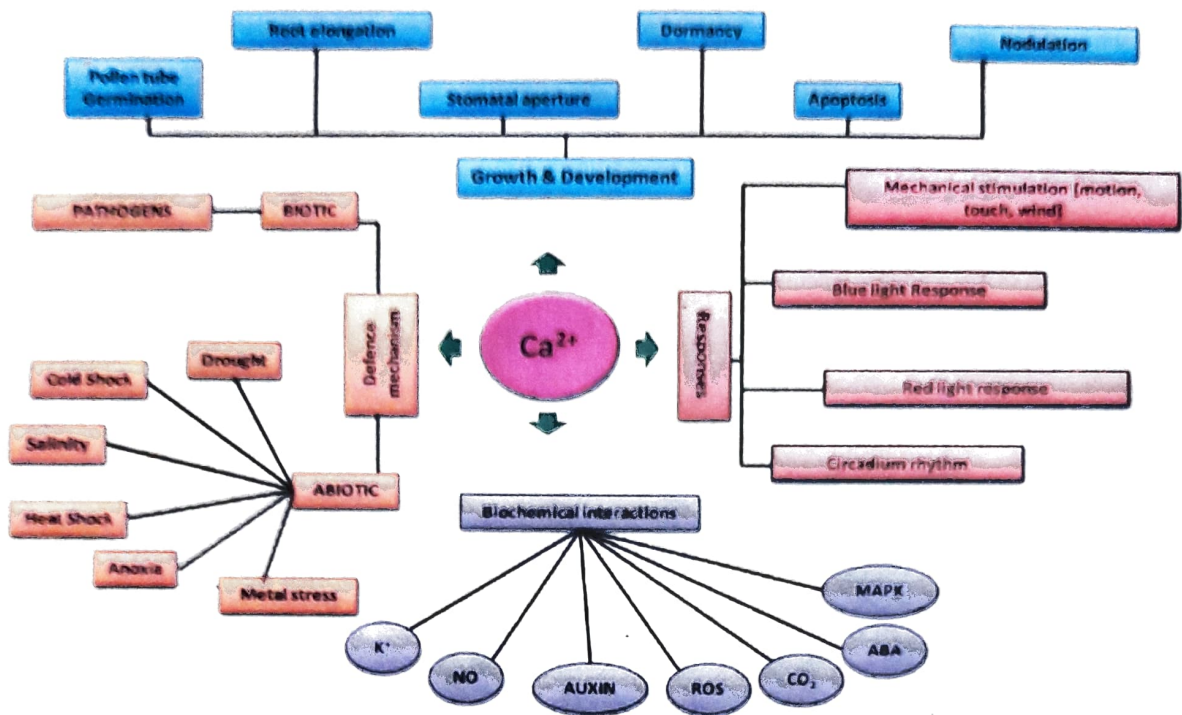 Root elongation
Dormancy
Nodulation
Pollen tube
Germination
Stomatal aperture
Apoptosis
Growth & Development
PATHOGENS
BIOTIC
Mechanical stimulation (motion,
touch, wind)
Blue light Response
Defence
mechanism
Ca²⁺
Responses
Drought
Cold Shock
Red light response
Salinity
Circadium rhythm
ABIOTIC
Heat Shock
Biochemical interactions
Anoxia
Metal stress
MAPK
K⁺
ABA
NO
AUXIN
ROS
CO₂